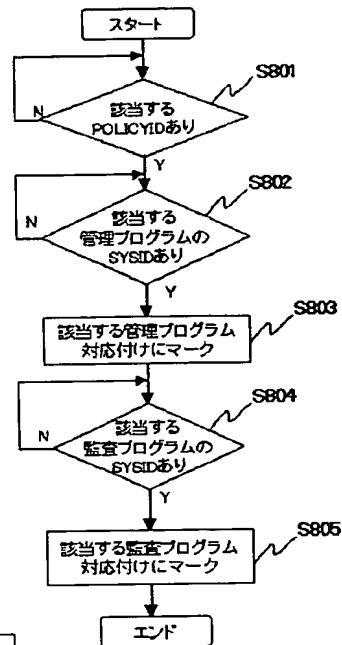 スタート
S801
該当する
POLICYIDあり
N
Y
S802
該当する
管理プログラムの
SYSIDあり
N
Y
S803
該当する管理プログラム
対応付けにマーク
S804
該当する
監査プログラムの
SYSIDあり
N
Y
S805
該当する監査プログラム
対応付けにマーク
エンド